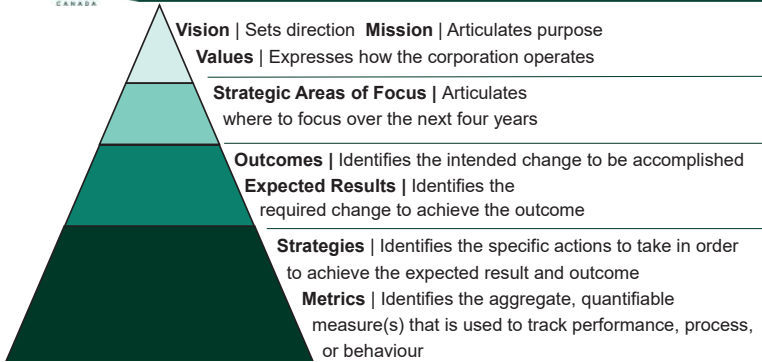 CANADA
Vision | Sets direction Mission | Articulates purpose
Values | Expresses how the corporation operates
Strategic Areas of Focus | Articulates
where to focus over the next four years
Outcomes | Identifies the intended change to be accomplished
Expected Results | Identifies the
required change to achieve the outcome
Strategies | Identifies the specific actions to take in order
to achieve the expected result and outcome
Metrics | Identifies the aggregate, quantifiable
measure(s) that is used to track performance, process,
or behaviour